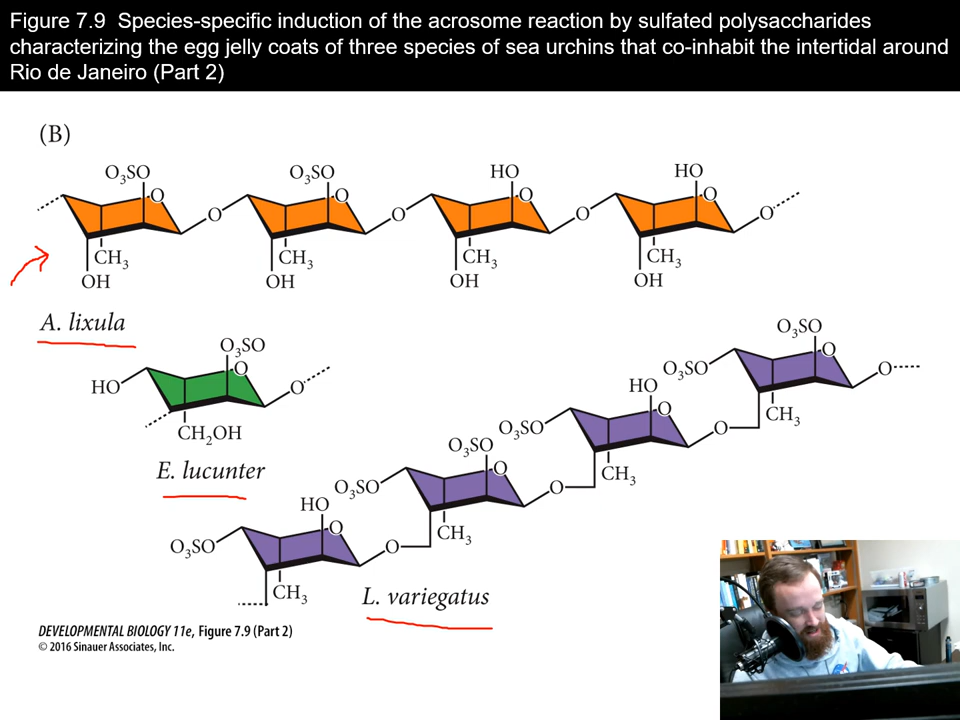 Figure 7.9 Species-specific induction of the acrosome reaction by sulfated polysaccharides
characterizing the egg jelly coats of three species of sea urchins that co-inhabit the intertidal around
Rio de Janeiro (Part 2)
(B)
O₃SO O₃SO HO HO
O O O O
O O O O
CH₃ CH₃ CH₃ CH₃
OH OH OH OH
A. lixula
O₃SO
O
HO O
CH₂OH
E. lucunter
O₃SO
O
O₃SO O
HO
O
O₃SO O
CH₃
O₃SO
O
O₃SO O
CH₃
HO
O
O₃SO O
CH₃
CH₃
L. variegatus
DEVELOPMENTAL BIOLOGY 11e, Figure 7.9 (Part 2)
© 2016 Sinauer Associates, Inc.